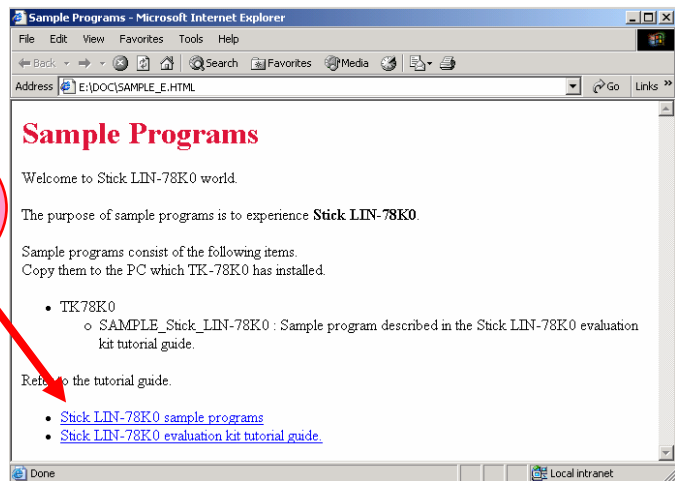 Sample Programs - Microsoft Internet Explorer
File Edit View Favorites Tools Help
Back Search Favorites Media
Address E:\DOC\SAMPLE_E.HTML Go Links »
Sample Programs
Welcome to Stick LIN-78K0 world.
The purpose of sample programs is to experience Stick LIN-78K0.
Sample programs consist of the following items.
Copy them to the PC which TK-78K0 has installed.
TK78K0
SAMPLE_Stick_LIN-78K0 : Sample program described in the Stick LIN-78K0 evaluation
kit tutorial guide.
Refer to the tutorial guide.
Stick LIN-78K0 sample programs
Stick LIN-78K0 evaluation kit tutorial guide.
Done Local intranet